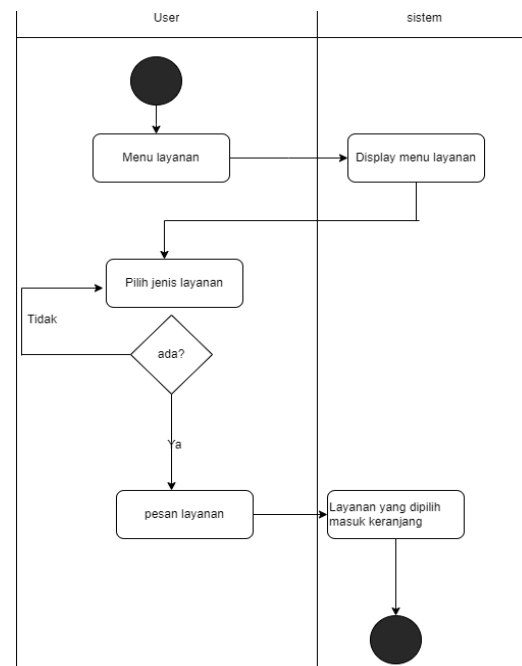 User
sistem
Menu layanan
Display menu layanan
Pilih jenis layanan
Tidak
ada?
Ya
pesan layanan
Layanan yang dipilih
masuk keranjang